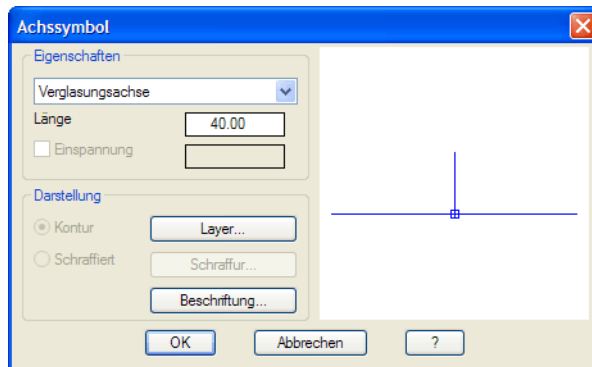 Achssymbol
Eigenschaften
Verglasungsachse
Länge 40.00
Einspannung
Darstellung
Kontur Layer...
Schraffiert Schraffur...
Beschriftung...
OK Abbrechen ?